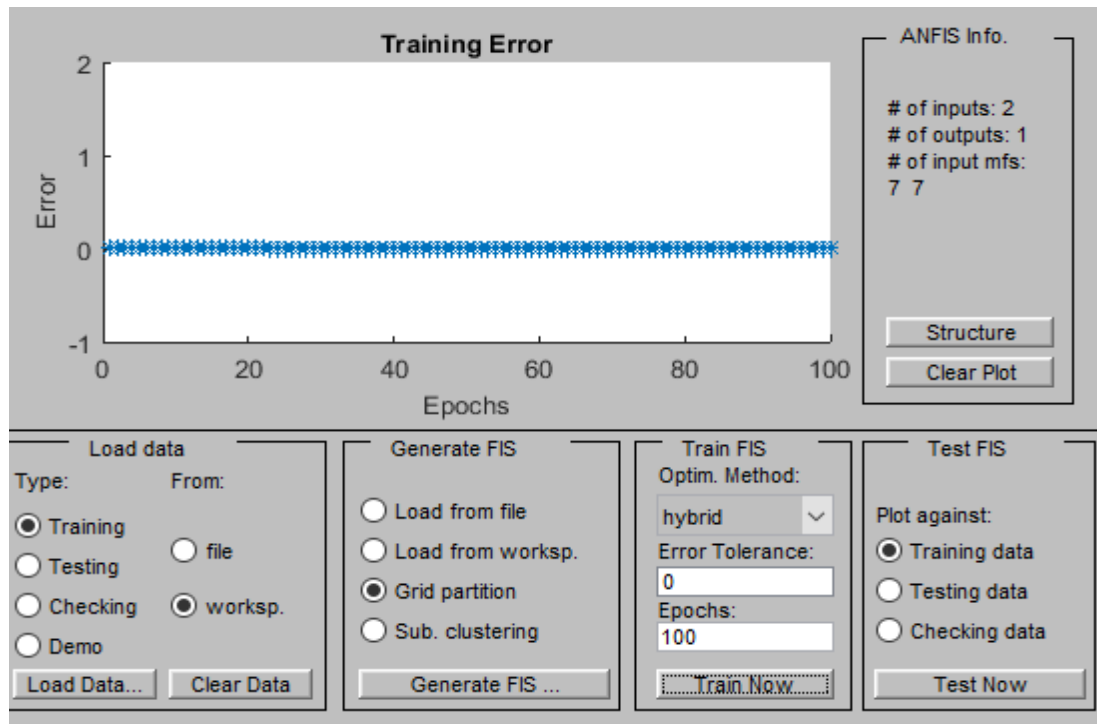 Training Error
2
1
0
-1
Error
0 20 40 60 80 100
Epochs
ANFIS Info.
# of inputs: 2
# of outputs: 1
# of input mfs:
7 7
Structure
Clear Plot
Load data
Type: From:
Training
Testing
Checking
Demo
file
worksp.
Load Data...
Clear Data
Generate FIS
Load from file
Load from worksp.
Grid partition
Sub. clustering
Generate FIS ...
Train FIS
Optim. Method:
hybrid
Error Tolerance:
0
Epochs:
100
Train Now
Test FIS
Plot against:
Training data
Testing data
Checking data
Test Now